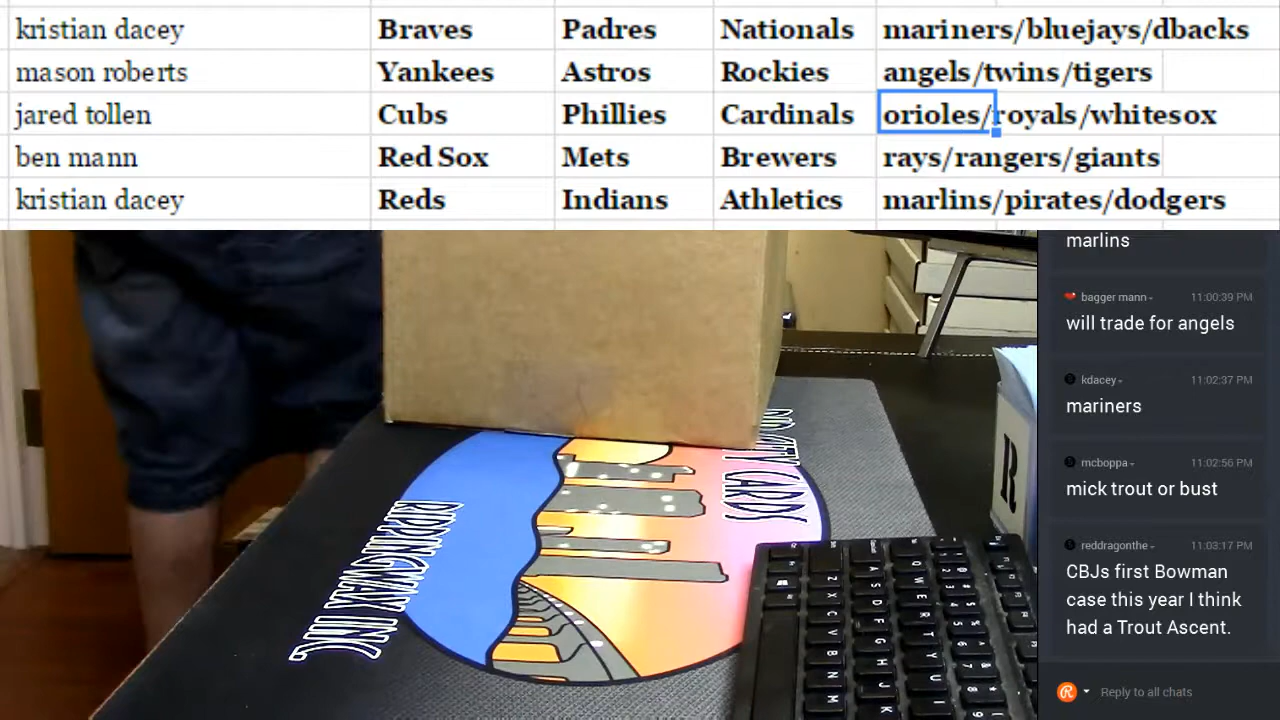 kristian dacey Braves Padres Nationals mariners/bluejays/dbacks
mason roberts Yankees Astros Rockies angels/twins/tigers
jared tollen Cubs Phillies Cardinals orioles/royals/whitesox
ben mann Red Sox Mets Brewers rays/rangers/giants
kristian dacey Reds Indians Athletics marlins/pirates/dodgers
marlins
bagger mann 11:00:39 PM
will trade for angels
kdacey 11:02:37 PM
mariners
mcboppa 11:02:56 PM
mick trout or bust
reddragonthe 11:03:17 PM
CBJs first Bowman
case this year I think
had a Trout Ascent.
Reply to all chats
CARDS
RIPPINGWAX INC.
R